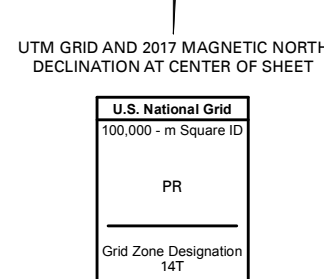 UTM GRID AND 2017 MAGNETIC NORTH
DECLINATION AT CENTER OF SHEET
U.S. National Grid
100,000 - m Square ID
PR
Grid Zone Designation
14T